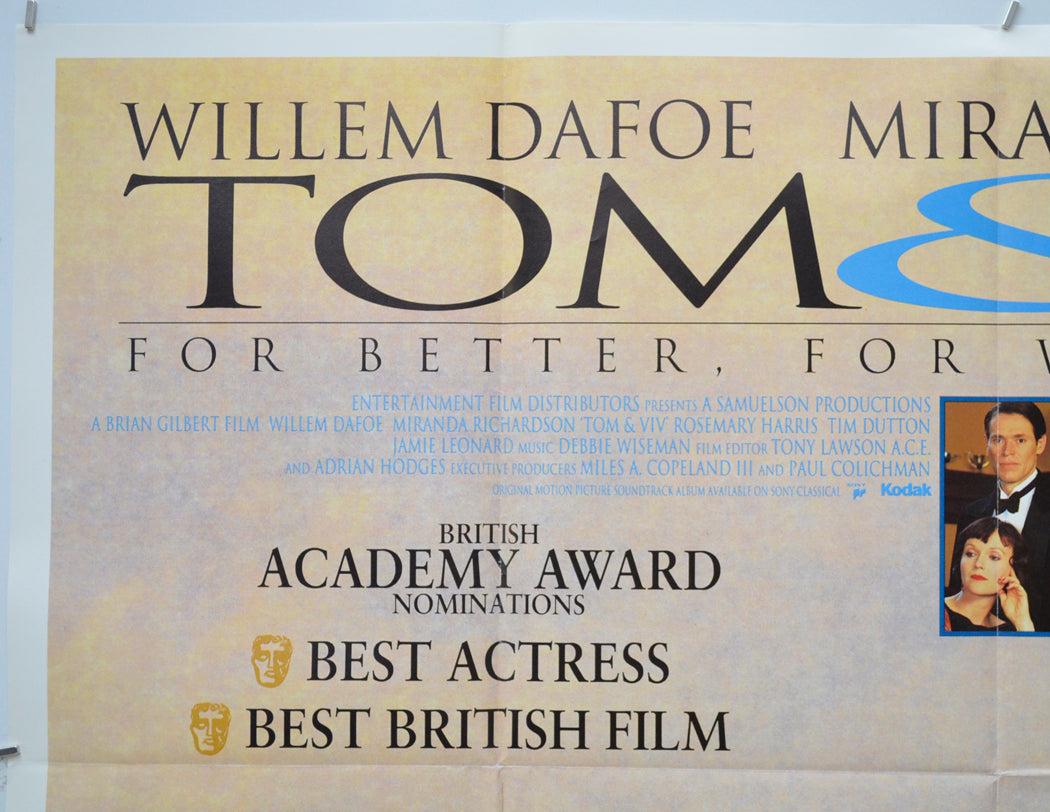 WILLEM DAFOE MIRA
TOM &
FOR BETTER, FOR W
ENTERTAINMENT FILM DISTRIBUTORS PRESENTS A SAMUELSON PRODUCTIONS
A BRIAN GILBERT FILM WILLEM DAFOE MIRANDA RICHARDSON 'TOM & VIV' ROSEMARY HARRIS TIM DUTTON
JAMIE LEONARD MUSIC DEBBIE WISEMAN FILM EDITOR TONY LAWSON A.C.E.
AND ADRIAN HODGES EXECUTIVE PRODUCERS MILES A. COPELAND III AND PAUL COLICHMAN
ORIGINAL MOTION PICTURE SOUNDTRACK ALBUM AVAILABLE ON SONY CLASSICAL SONY Kodak
BRITISH
ACADEMY AWARD
NOMINATIONS
BEST ACTRESS
BEST BRITISH FILM